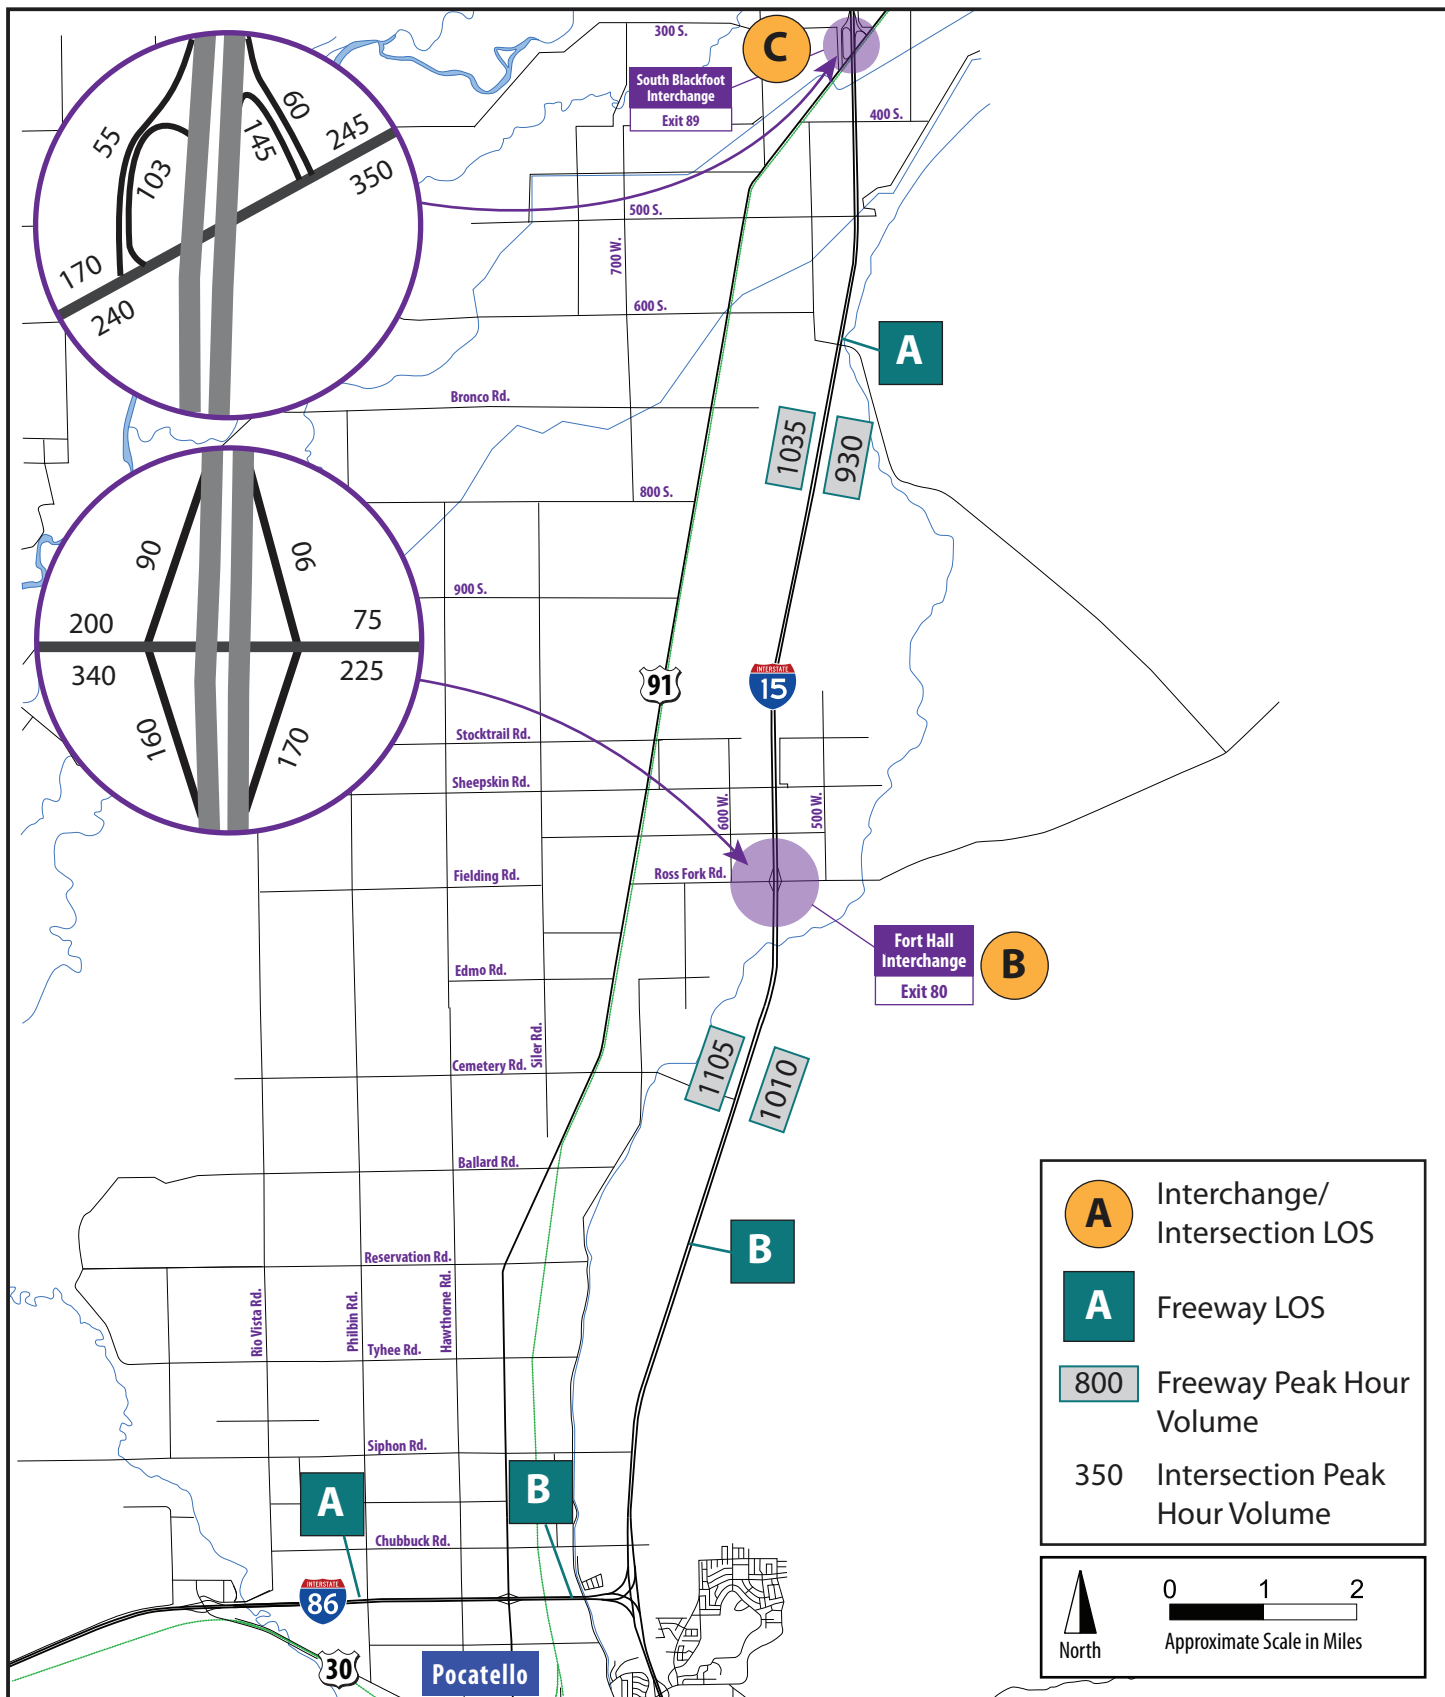 300 S.
C
South Blackfoot
Interchange
Exit 89
400 S.
55
103
60
145
245
350
170
240
500 S.
700 W.
600 S.
A
Bronco Rd.
1035
930
800 S.
90
90
200
75
340
225
160
170
900 S.
91
INTERSTATE
15
Stocktrail Rd.
Sheepskin Rd.
600 W.
500 W.
Fielding Rd.
Ross Fork Rd.
Fort Hall
Interchange
Exit 80
B
Edmo Rd.
Siler Rd.
Cemetery Rd.
1105
1010
Ballard Rd.
B
Reservation Rd.
Rio Vista Rd.
Philbin Rd.
Hawthorne Rd.
Tyhee Rd.
Siphon Rd.
A
B
Chubbuck Rd.
INTERSTATE
86
30
Pocatello
A
Interchange/
Intersection LOS
A
Freeway LOS
800
Freeway Peak Hour
Volume
350
Intersection Peak
Hour Volume
North
0 1 2
Approximate Scale in Miles